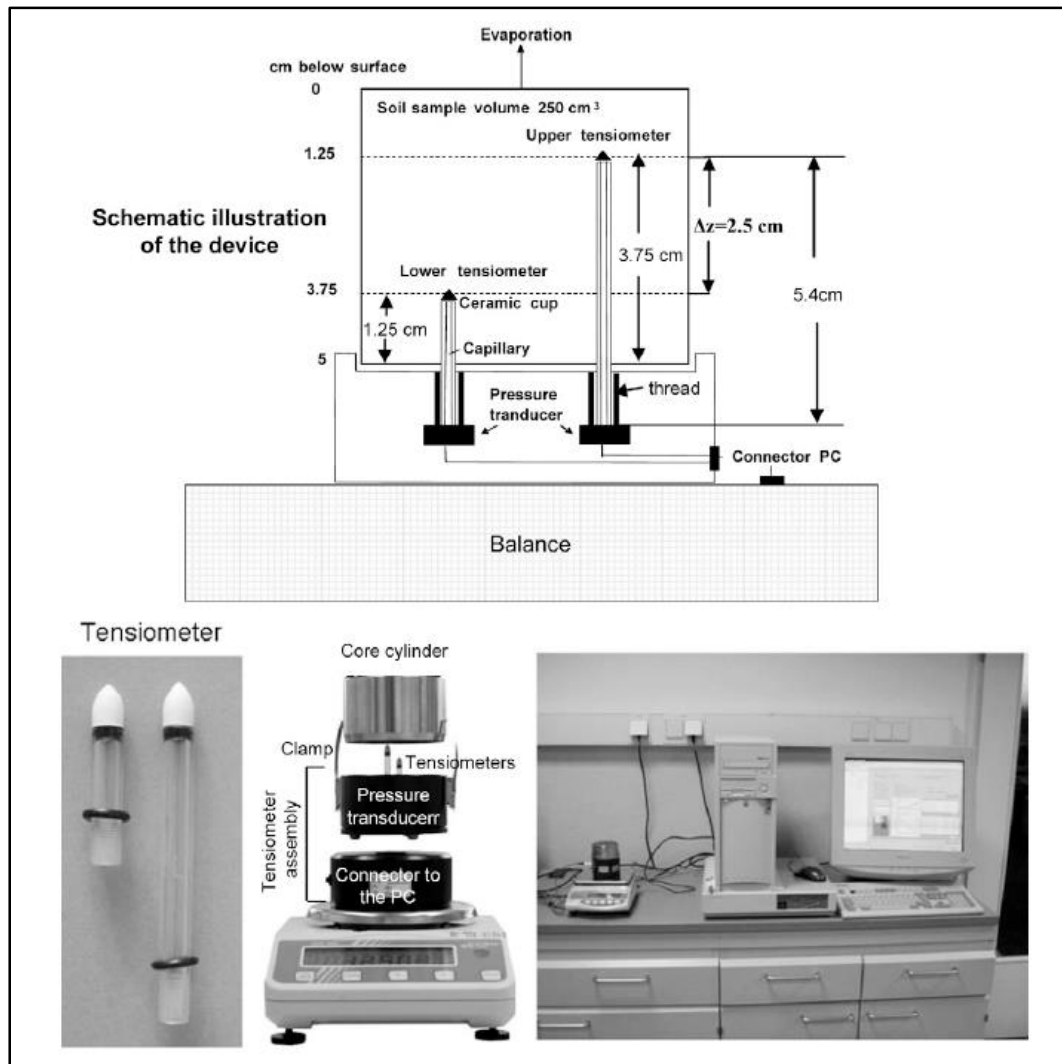 Evaporation
cm below surface
0
Soil sample volume 250 cm³
Upper tensiometer
1.25
Schematic illustration
of the device
Δz=2.5 cm
3.75 cm
Lower tensiometer
3.75
5.4cm
Ceramic cup
1.25 cm
Capillary
5
thread
Pressure
tranducer
Connector PC
Balance
Tensiometer
Core cylinder
Clamp
Tensiometers
Pressure
transducerr
Tensiometer
assembly
Connector to
the PC